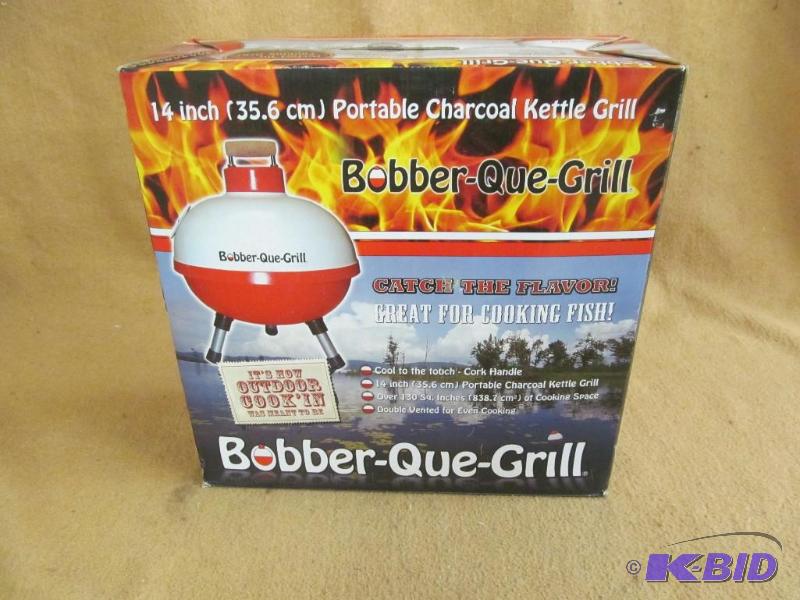 Bobber-Que-Grill
14 inch (35.6 cm) Portable Charcoal Kettle Grill
Bobber-Que-Grill
Bobber-Que-Grill
CATCH THE FLAVOR!
GREAT FOR COOKING FISH!
Cool to the touch - Cork Handle
14 inch (35.6 cm) Portable Charcoal Kettle Grill
Over 130 Sq. Inches (838.7 cm²) of Cooking Space
Double Vented for Even Cooking
IT'S HOW
OUTDOOR
COOK'IN
WAS MEANT TO BE
Bobber-Que-Grill®
© K-BID